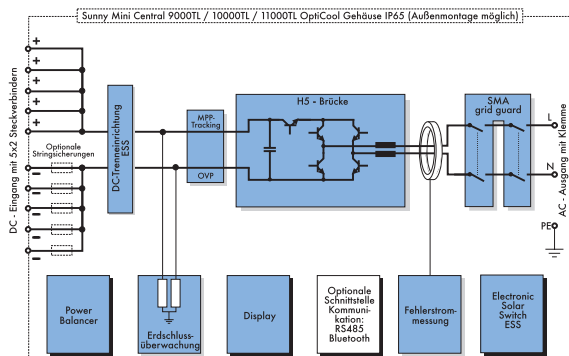 Sunny Mini Central 9000TL / 10000TL / 11000TL OptiCool Gehäuse IP65 (Außenmontage möglich)
DC - Eingang mit 5x2 Steckverbindern
+
+
+
+
+
Optionale
Stringsicherungen
-
-
-
-
-
DC-Trenneinrichtung
ESS
MPP-
Tracking
OVP
H5 - Brücke
SMA
grid guard
L
N
PE
AC - Ausgang mit Klemme
Power
Balancer
Erdschluss-
überwachung
Display
Optionale
Schnittstelle
Kommuni-
kation:
RS485
Bluetooth
Fehlerstrom-
messung
Electronic
Solar
Switch
ESS